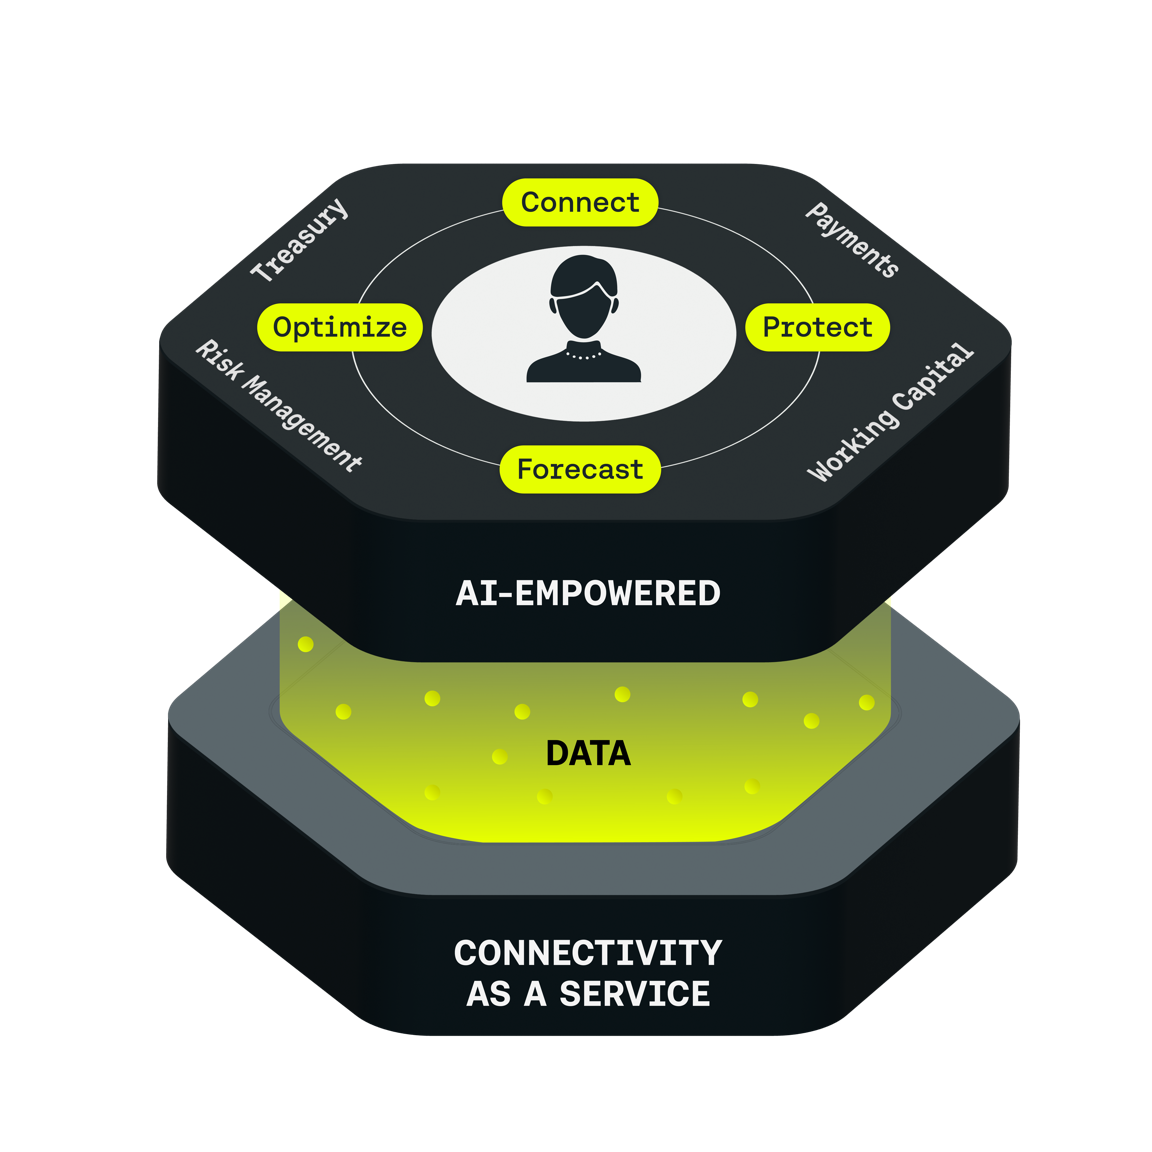 Connect
Treasury
Payments
Optimize
Protect
Risk Management
Working Capital
Forecast
AI-EMPOWERED
DATA
CONNECTIVITY
AS A SERVICE